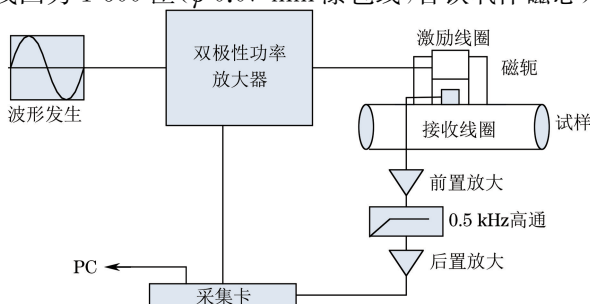 双极性功率
放大器
波形发生
激励线圈
磁轭
接收线圈
试样
前置放大
0.5 kHz高通
后置放大
PC
采集卡